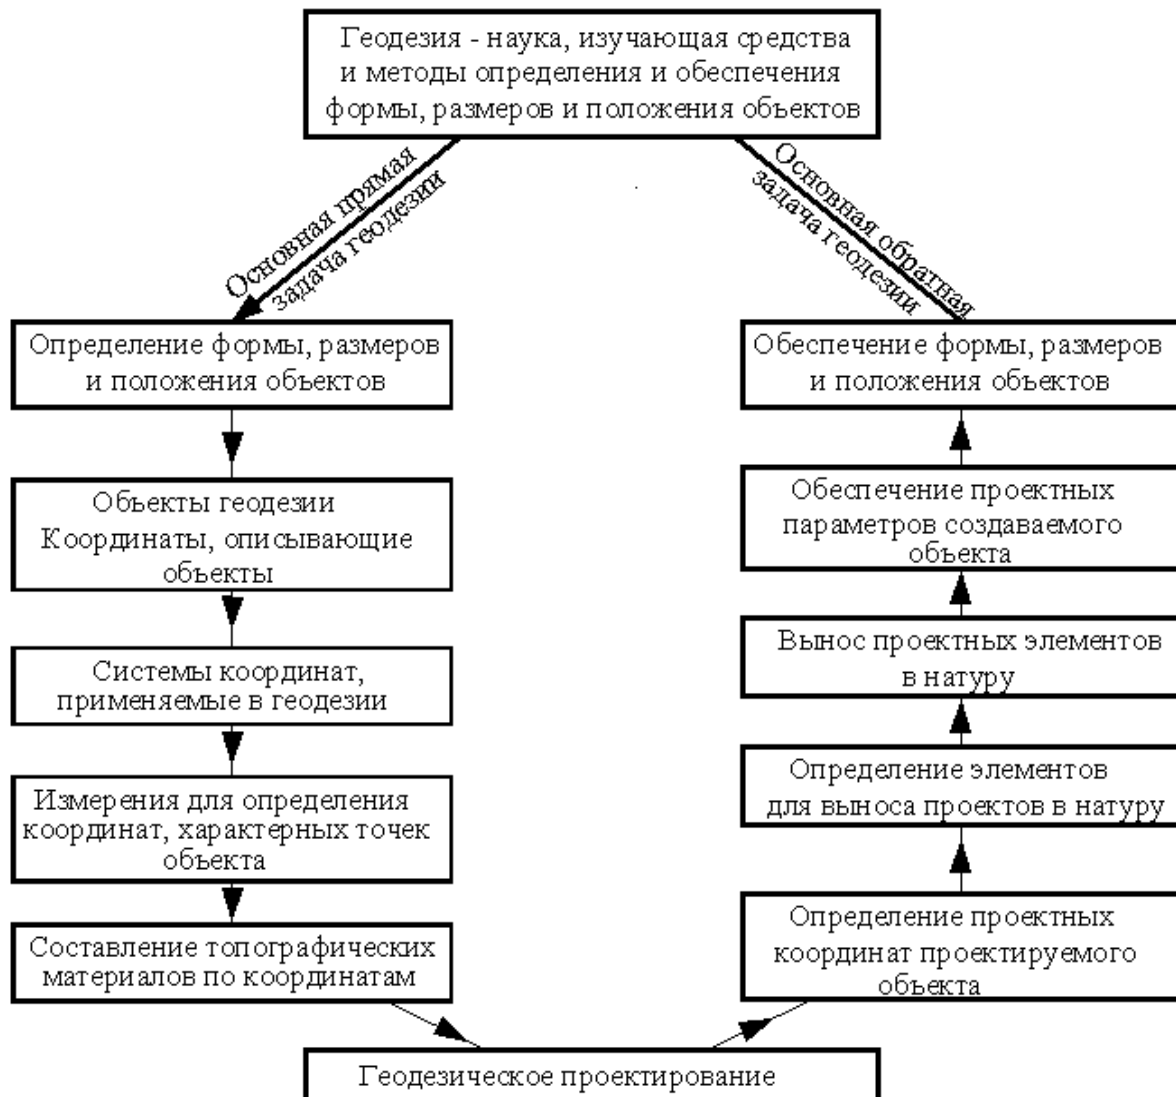 Геодезия - наука, изучающая средства
и методы определения и обеспечения
формы, размеров и положения объектов
Основная прямая
задача геодезии
Основная обратная
задача геодезии
Определение формы, размеров
и положения объектов
Объекты геодезии
Координаты, описывающие
объекты
Системы координат,
применяемые в геодезии
Измерения для определения
координат, характерных точек
объекта
Составление топографических
материалов по координатам
Геодезическое проектирование
Обеспечение формы, размеров
и положения объектов
Обеспечение проектных
параметров создаваемого
объекта
Вынос проектных элементов
в натуру
Определение элементов
для выноса проектов в натуру
Определение проектных
координат проектируемого
объекта